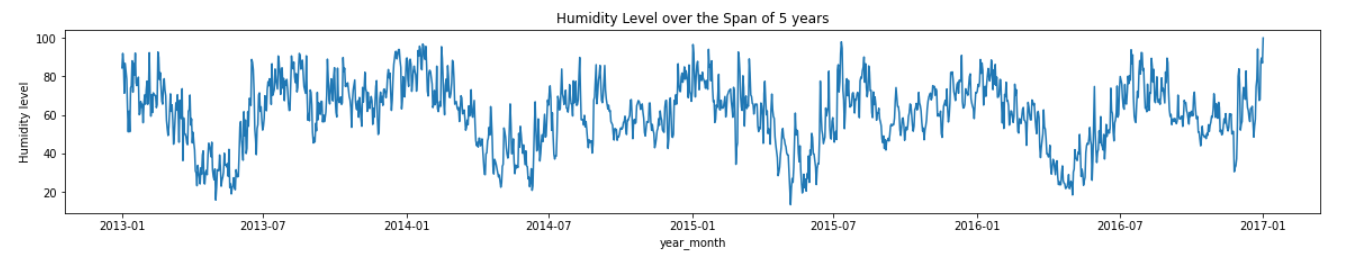 Humidity Level over the Span of 5 years
Humidity level
100
80
60
40
20
2013-01 2013-07 2014-01 2014-07 2015-01 2015-07 2016-01 2016-07 2017-01
year_month